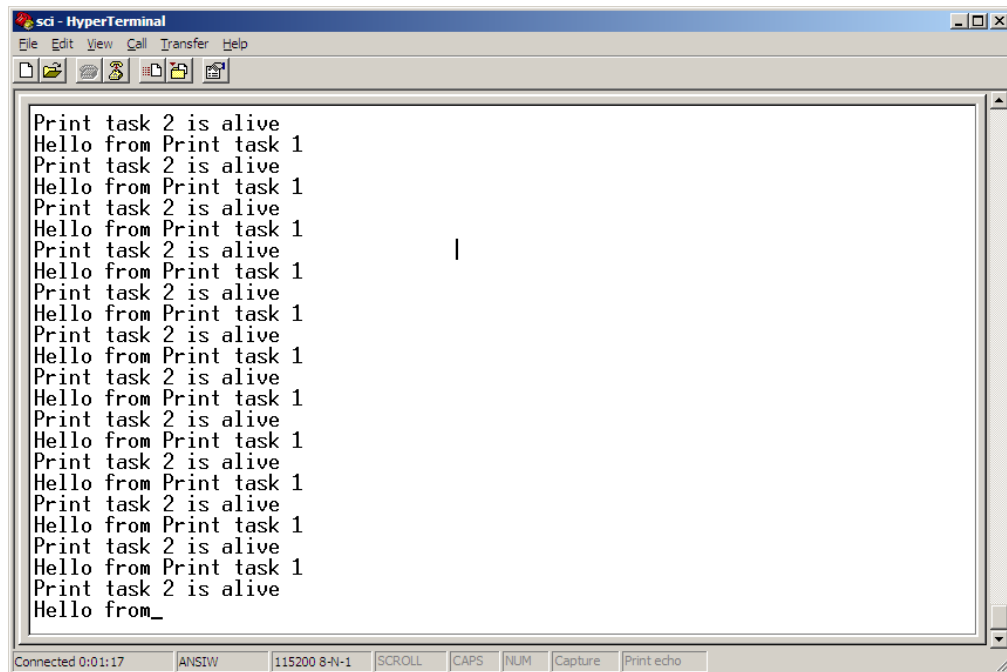 sci - HyperTerminal
File Edit View Call Transfer Help
Print task 2 is alive
Hello from Print task 1
Print task 2 is alive
Hello from Print task 1
Print task 2 is alive
Hello from Print task 1
Print task 2 is alive
Hello from Print task 1
Print task 2 is alive
Hello from Print task 1
Print task 2 is alive
Hello from Print task 1
Print task 2 is alive
Hello from Print task 1
Print task 2 is alive
Hello from Print task 1
Print task 2 is alive
Hello from Print task 1
Print task 2 is alive
Hello from Print task 1
Print task 2 is alive
Hello from Print task 1
Print task 2 is alive
Hello from_
Connected 0:01:17 ANSIW 115200 8-N-1 SCROLL CAPS NUM Capture Print echo